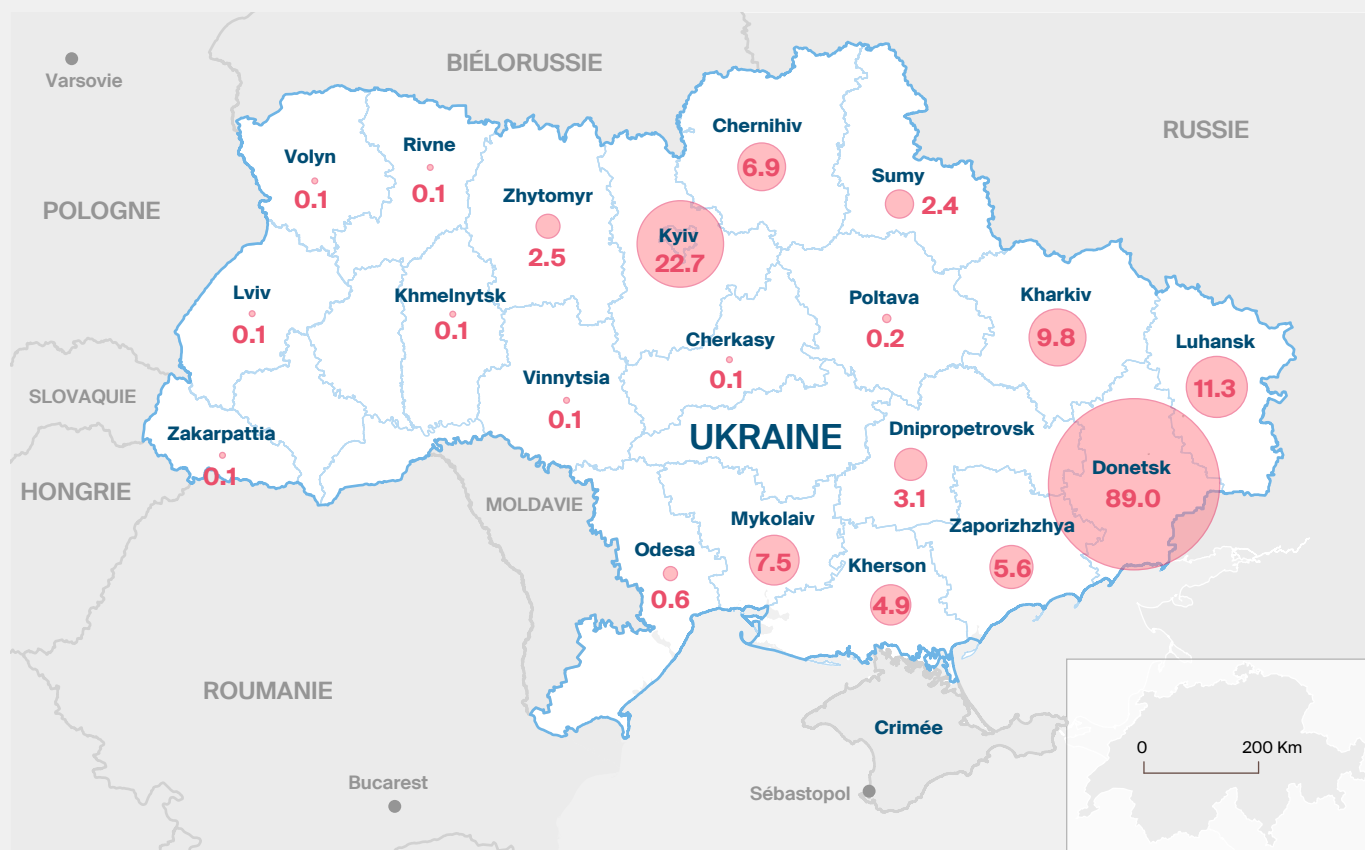 BIÉLORUSSIE
Varsovie
RUSSIE
Chernihiv
6.9
Rivne
0.1
Volyn
0.1
Sumy
2.4
Zhytomyr
2.5
POLOGNE
Kyiv
22.7
Lviv
0.1
Khmelnytsk
0.1
Poltava
0.2
Kharkiv
9.8
Cherkasy
0.1
Luhansk
11.3
SLOVAQUIE
Vinnytsia
0.1
Zakarpattia
0.1
UKRAINE
Dnipropetrovsk
3.1
Donetsk
89.0
HONGRIE
MOLDAVIE
Mykolaiv
7.5
Zaporizhzhya
5.6
Odesa
0.6
Kherson
4.9
ROUMANIE
Crimée
0 200 Km
Bucarest
Sébastopol